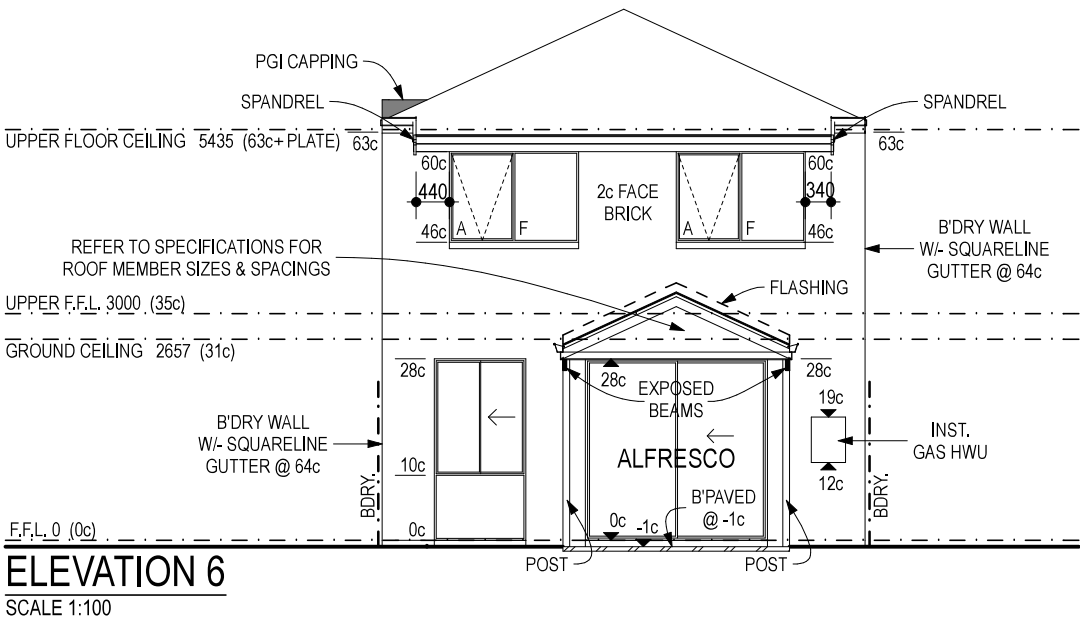 PGI CAPPING
SPANDREL
SPANDREL
UPPER FLOOR CEILING 5435 (63c+ PLATE) 63c
63c
60c
60c
440
2c FACE
BRICK
340
A
F
A
F
46c
46c
B'DRY WALL
W/- SQUARELINE
GUTTER @ 64c
REFER TO SPECIFICATIONS FOR
ROOF MEMBER SIZES & SPACINGS
FLASHING
UPPER F.F.L. 3000 (35c)
GROUND CEILING 2657 (31c)
28c
28c
28c
EXPOSED
BEAMS
19c
B'DRY WALL
W/- SQUARELINE
GUTTER @ 64c
INST.
GAS HWU
ALFRESCO
10c
12c
BDRY.
BDRY.
B'PAVED
@ -1c
F.F.L. 0 (0c)
0c
0c
-1c
POST
POST
ELEVATION 6
SCALE 1:100